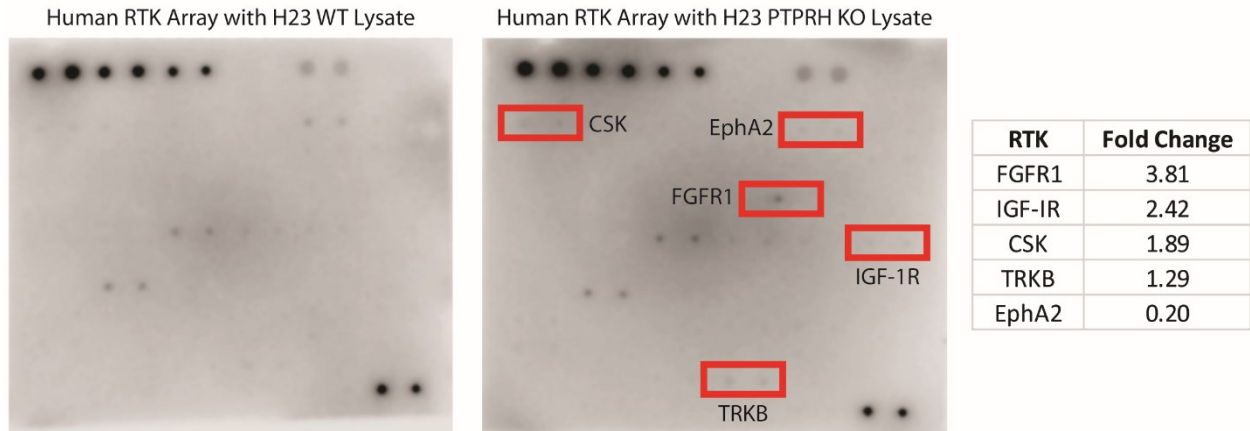 Human RTK Array with H23 WT Lysate
Human RTK Array with H23 PTPRH KO Lysate
CSK
EphA2
FGFR1
IGF-1R
TRKB
RTK Fold Change
FGFR1 3.81
IGF-IR 2.42
CSK 1.89
TRKB 1.29
EphA2 0.20